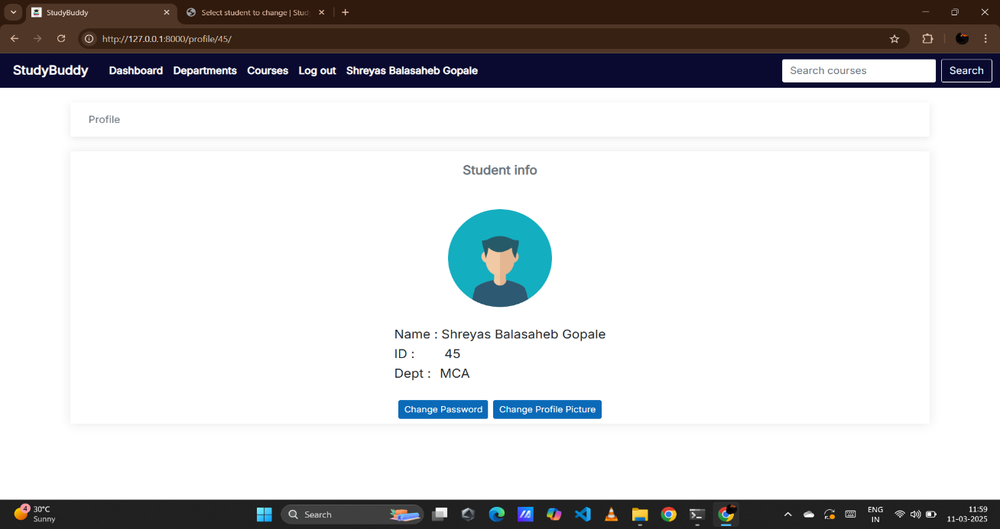 StudyBuddy
Select student to change | Stud
http://127.0.0.1:8000/profile/45/
StudyBuddy Dashboard Departments Courses Log out Shreyas Balasaheb Gopale Search courses Search
Profile
Student info
Name : Shreyas Balasaheb Gopale
ID : 45
Dept : MCA
Change Password Change Profile Picture
4
30°C
Sunny
Search
ENG
IN
11:59
11-03-2025